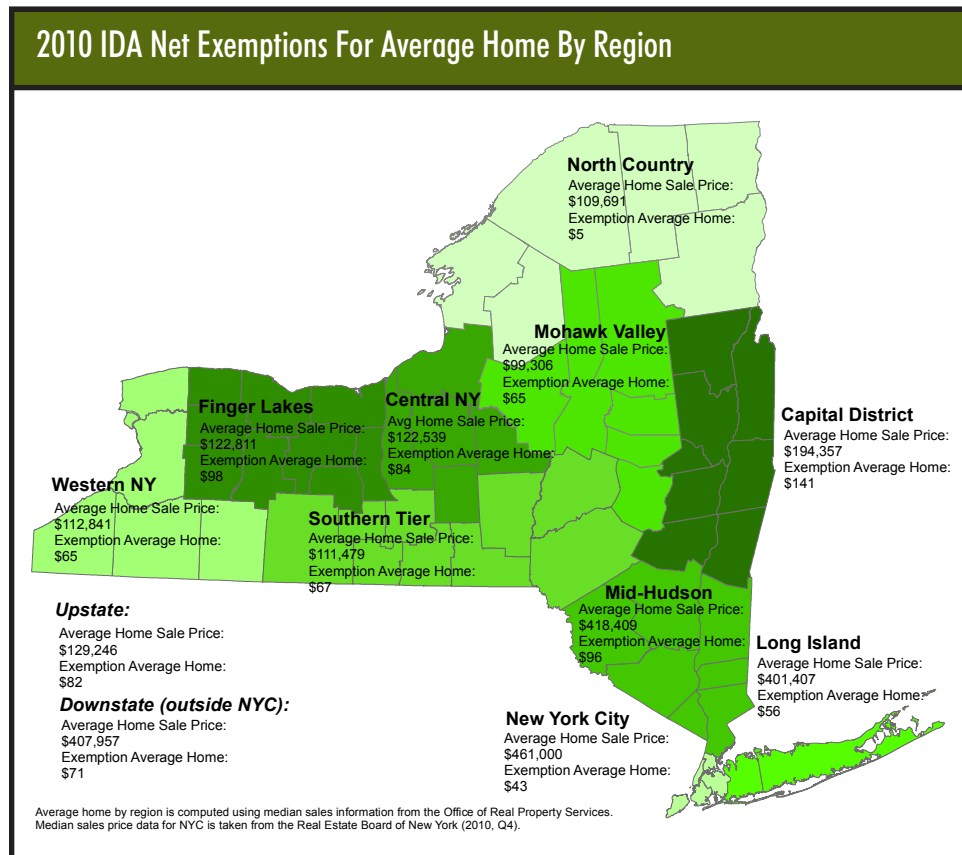 2010 IDA Net Exemptions For Average Home By Region
North Country
Average Home Sale Price:
$109,691
Exemption Average Home:
$5
Mohawk Valley
Average Home Sale Price:
$99,306
Exemption Average Home:
$65
Finger Lakes
Average Home Sale Price:
$122,811
Exemption Average Home:
$98
Central NY
Avg Home Sale Price:
$122,539
Exemption Average Home:
$84
Capital District
Average Home Sale Price:
$194,357
Exemption Average Home:
$141
Western NY
Average Home Sale Price:
$112,841
Exemption Average Home:
$65
Southern Tier
Average Home Sale Price:
$111,479
Exemption Average Home:
$67
Mid-Hudson
Average Home Sale Price:
$418,409
Exemption Average Home:
$96
Upstate:
Average Home Sale Price:
$129,246
Exemption Average Home:
$82
Long Island
Average Home Sale Price:
$401,407
Exemption Average Home:
$56
Downstate (outside NYC):
Average Home Sale Price:
$407,957
Exemption Average Home:
$71
New York City
Average Home Sale Price:
$461,000
Exemption Average Home:
$43
Average home by region is computed using median sales information from the Office of Real Property Services.
Median sales price data for NYC is taken from the Real Estate Board of New York (2010, Q4).